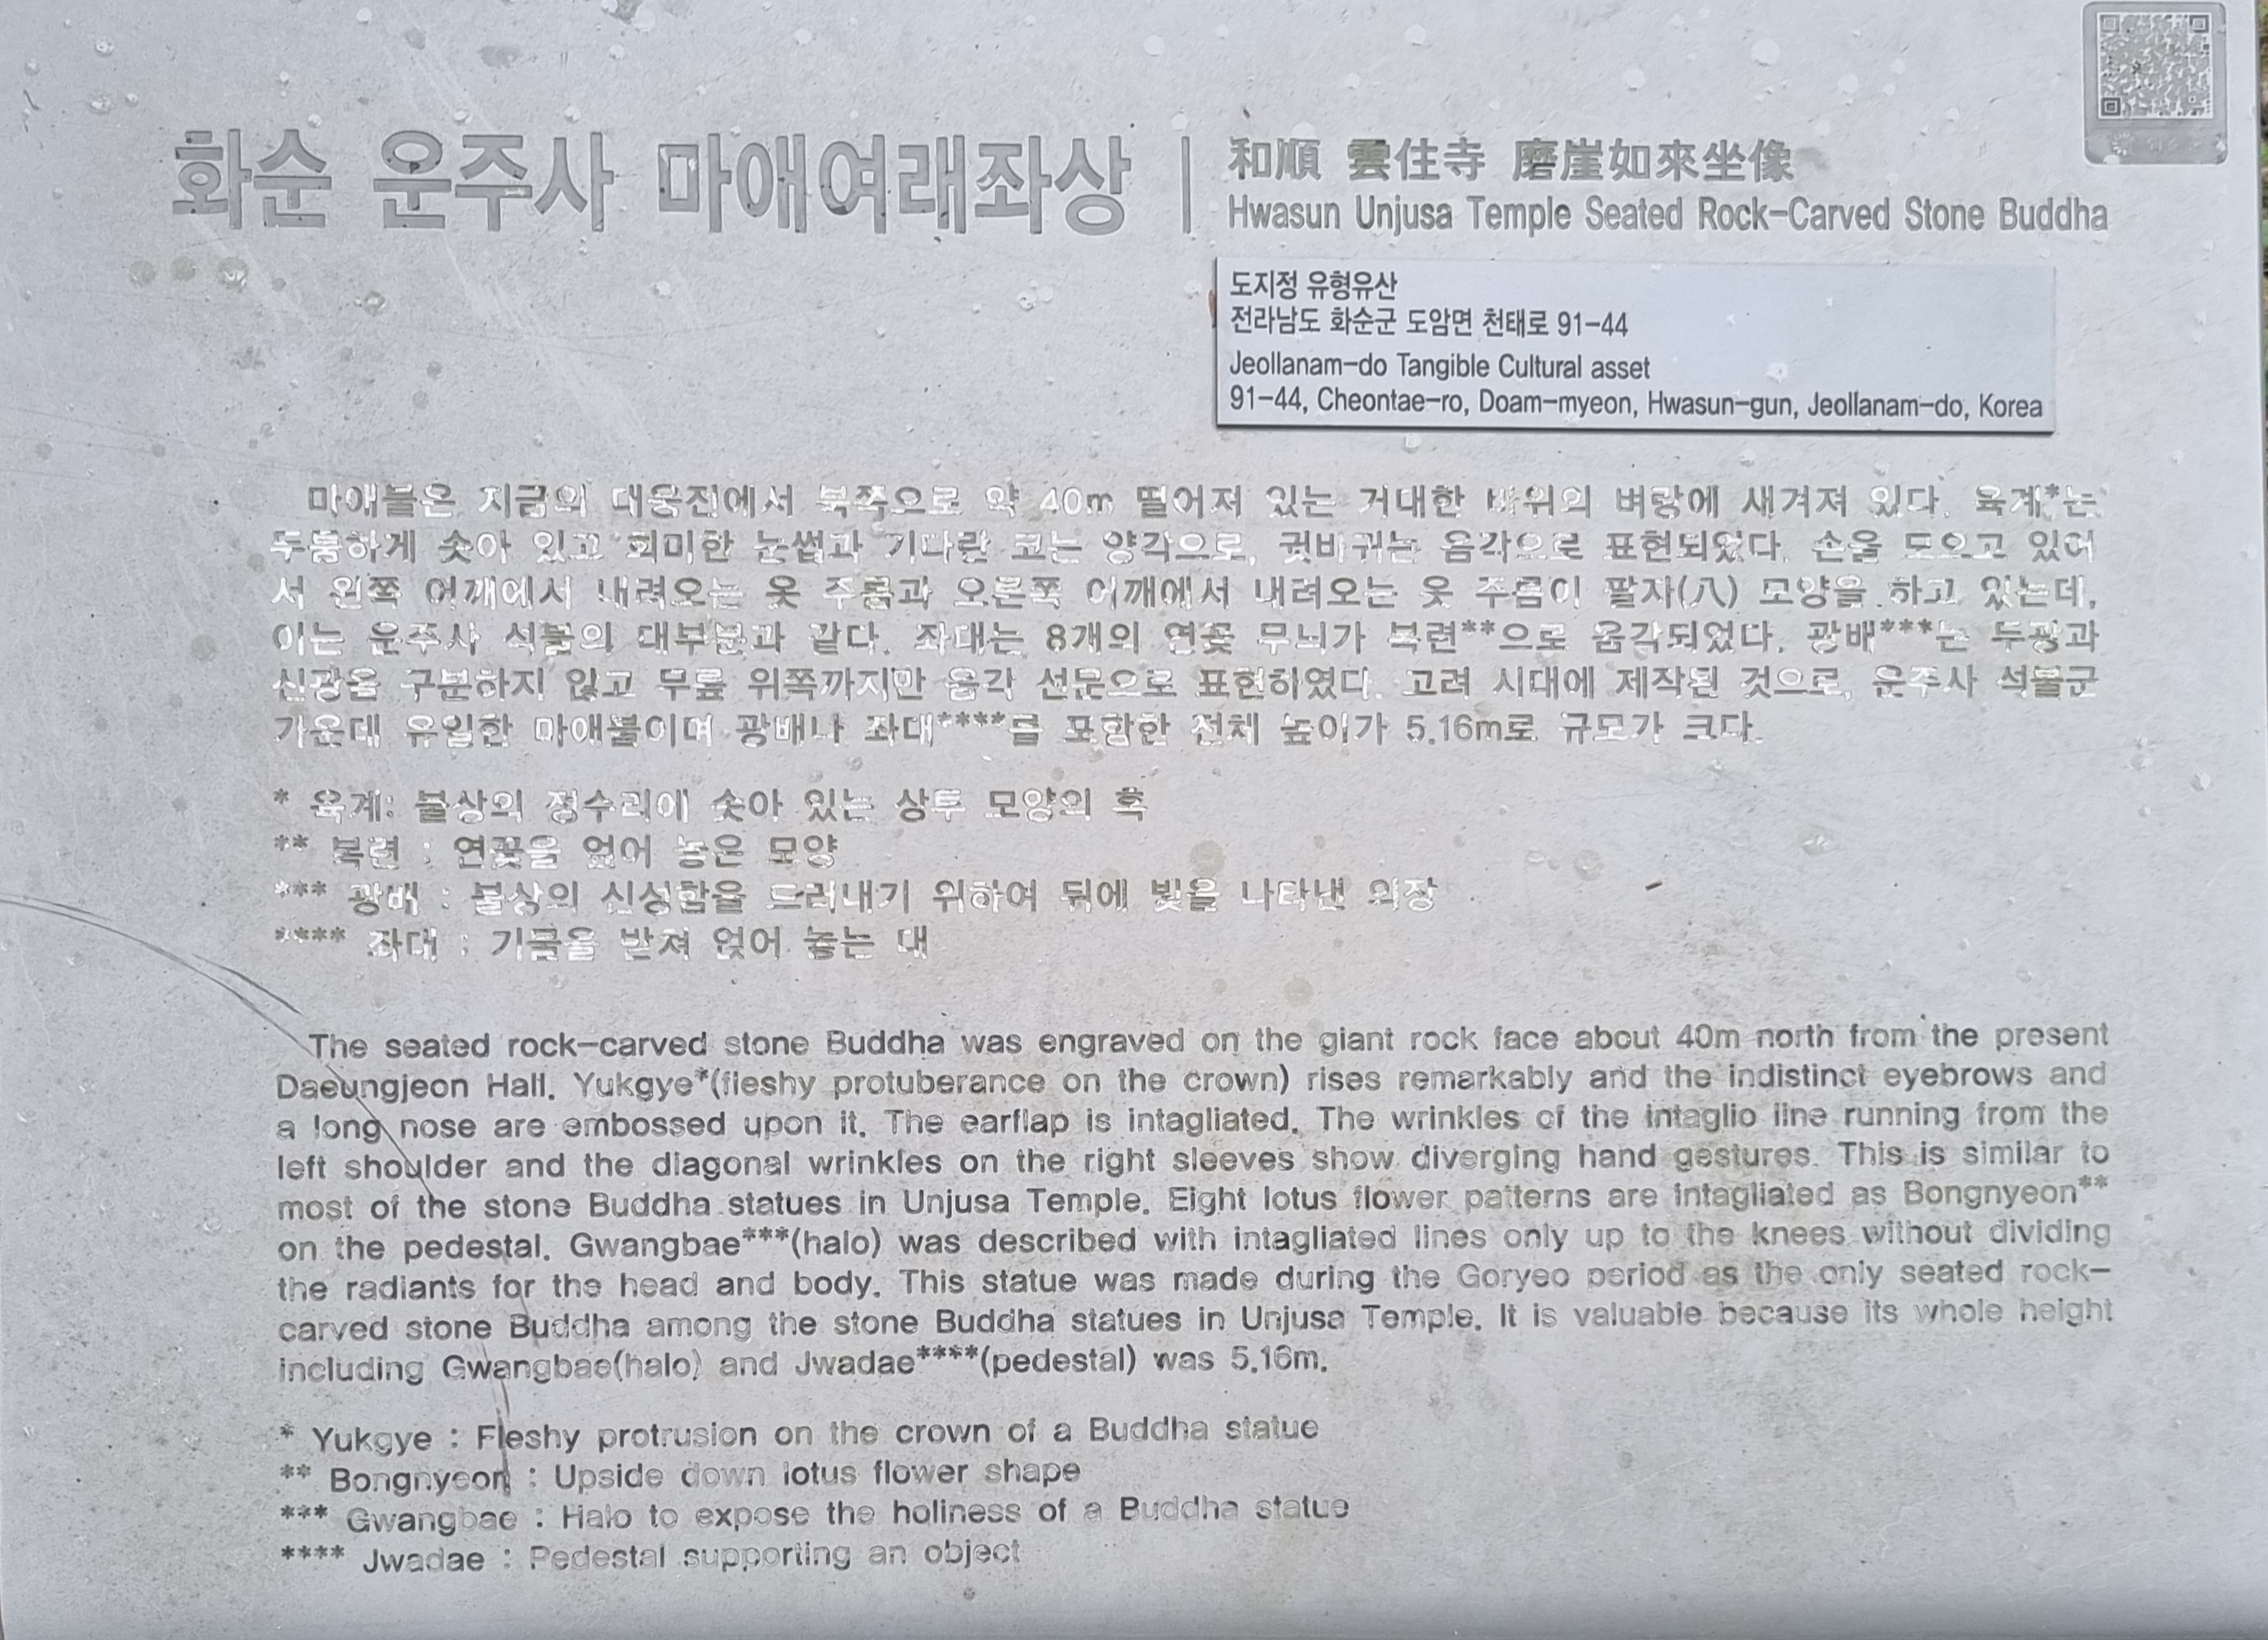 화순 운주사 마애여래좌상
和順 雲住寺 磨崖如來坐像
Hwasun Unjusa Temple Seated Rock-Carved Stone Buddha
도지정 유형유산
전라남도 화순군 도암면 천태로 91-44
Jeollanam-do Tangible Cultural asset
91-44, Cheontae-ro, Doam-myeon, Hwasun-gun, Jeollanam-do, Korea
마애불은 지금의 대웅전에서 북쪽으로 약 40m 떨어져 있는 거대한 바위의 벼랑에 새겨져 있다. 육계*는
두툼하게 솟아 있고 희미한 눈썹과 기다란 코는 양각으로, 귓바퀴는 음각으로 표현되었다. 손을 모으고 있어
서 왼쪽 어깨에서 내려오는 옷 주름과 오른쪽 어깨에서 내려오는 옷 주름이 팔자(八) 모양을 하고 있는데,
이는 운주사 석불의 대부분과 같다. 좌대는 8개의 연꽃 무늬가 복련**으로 음각되었다. 광배***는 두광과
신광을 구분하지 않고 무릎 위쪽까지만 음각 선문으로 표현하였다. 고려 시대에 제작된 것으로, 운주사 석불군
가운데 유일한 마애불이며 광배나 좌대****를 포함한 전체 높이가 5.16m로 규모가 크다.
* 육계: 불상의 정수리에 솟아 있는 상투 모양의 혹
** 복련 : 연꽃을 엎어 놓은 모양
*** 광배 : 불상의 신성함을 드러내기 위하여 뒤에 빛을 나타낸 의장
**** 좌대 : 기물을 받쳐 얹어 놓는 대
The seated rock-carved stone Buddha was engraved on the giant rock face about 40m north from the present
Daeungjeon Hall. Yukgye*(fleshy protuberance on the crown) rises remarkably and the indistinct eyebrows and
a long nose are embossed upon it. The earflap is intagliated. The wrinkles of the intaglio line running from the
left shoulder and the diagonal wrinkles on the right sleeves show diverging hand gestures. This is similar to
most of the stone Buddha statues in Unjusa Temple. Eight lotus flower patterns are intagliated as Bongnyeon**
on the pedestal. Gwangbae***(halo) was described with intagliated lines only up to the knees without dividing
the radiants for the head and body. This statue was made during the Goryeo period as the only seated rock-
carved stone Buddha among the stone Buddha statues in Unjusa Temple. It is valuable because its whole height
including Gwangbae(halo) and Jwadae****(pedestal) was 5.16m.
* Yukgye : Fleshy protrusion on the crown of a Buddha statue
** Bongnyeon : Upside down lotus flower shape
*** Gwangbae : Halo to expose the holiness of a Buddha statue
**** Jwadae : Pedestal supporting an object